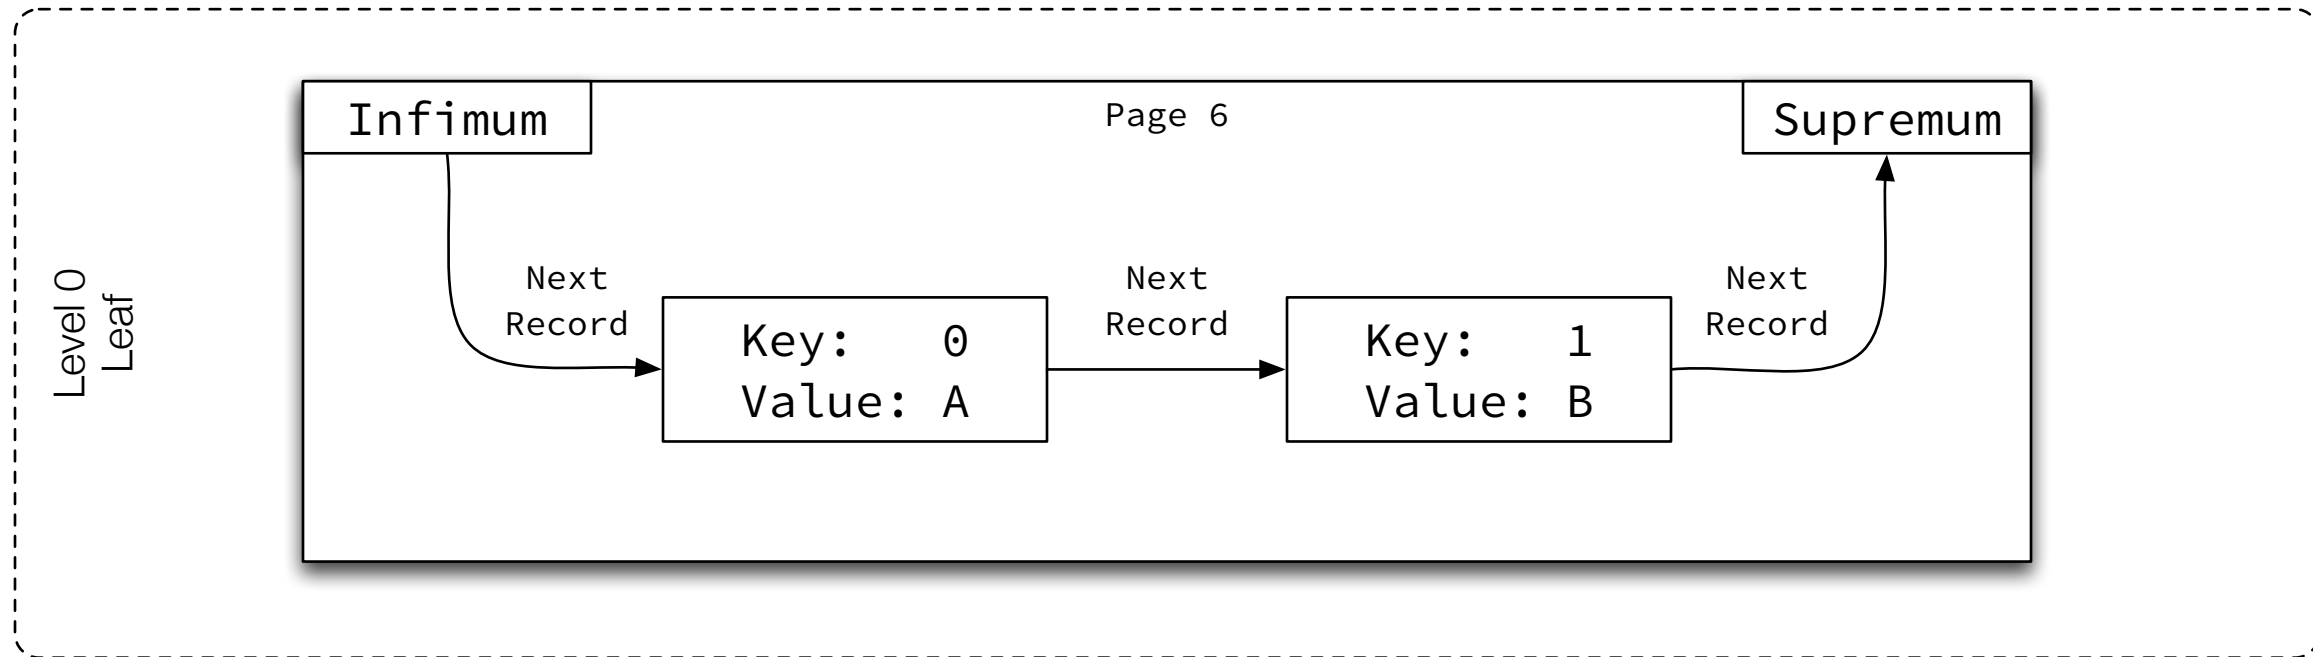 Level 0
Leaf
Infimum
Page 6
Supremum
Next
Record
Key: 0
Value: A
Next
Record
Key: 1
Value: B
Next
Record